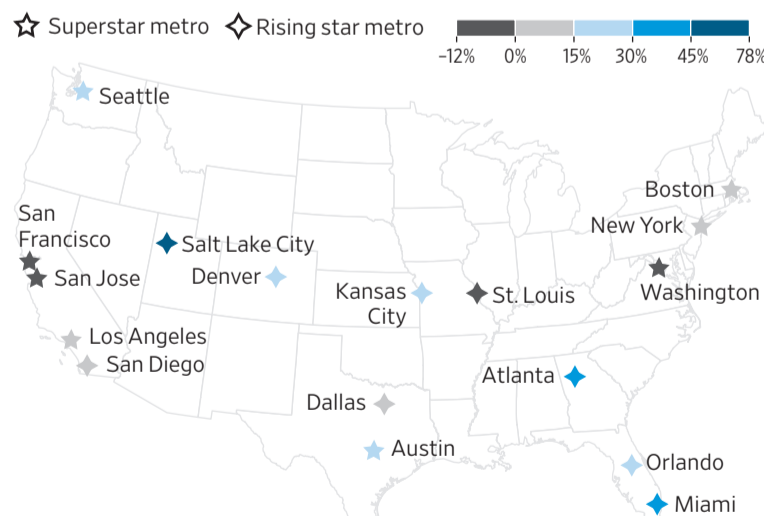 Superstar metro
Rising star metro
−12%
0%
15%
30%
45%
78%
Seattle
Boston
New York
San
Francisco
Salt Lake City
San Jose
Denver
Kansas
City
St. Louis
Washington
Los Angeles
San Diego
Atlanta
Dallas
Austin
Orlando
Miami